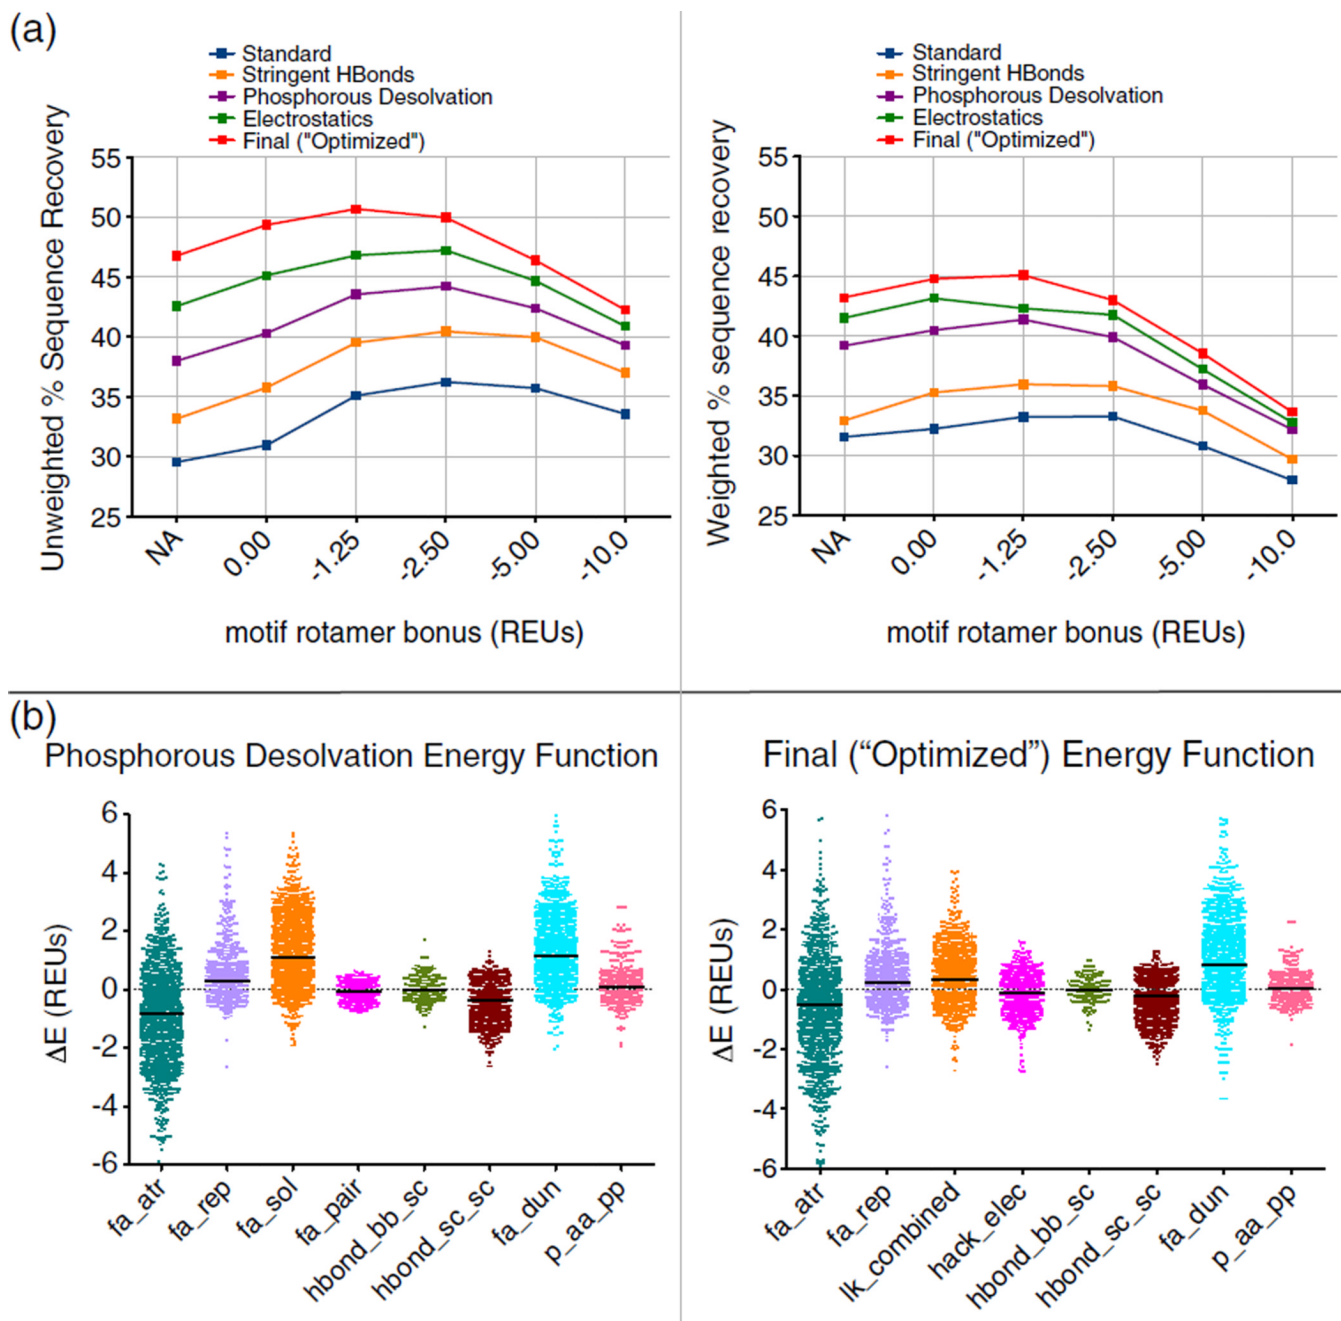 (a)
Standard
Stringent HBonds
Phosphorous Desolvation
Electrostatics
Final ("Optimized")
Unweighted % Sequence Recovery
55
50
45
40
35
30
25
NA
0.00
-1.25
-2.50
-5.00
-10.0
motif rotamer bonus (REUs)
Standard
Stringent HBonds
Phosphorous Desolvation
Electrostatics
Final ("Optimized")
Weighted % sequence recovery
55
50
45
40
35
30
25
NA
0.00
-1.25
-2.50
-5.00
-10.0
motif rotamer bonus (REUs)
(b)
Phosphorous Desolvation Energy Function
ΔE (REUs)
6
4
2
0
-2
-4
-6
fa_atr
fa_rep
fa_sol
fa_pair
hbond_bb_sc
hbond_sc_sc
fa_dun
p_aa_pp
Final (“Optimized”) Energy Function
ΔE (REUs)
6
4
2
0
-2
-4
-6
fa_atr
fa_rep
lk_combined
hack_elec
hbond_bb_sc
hbond_sc_sc
fa_dun
p_aa_pp